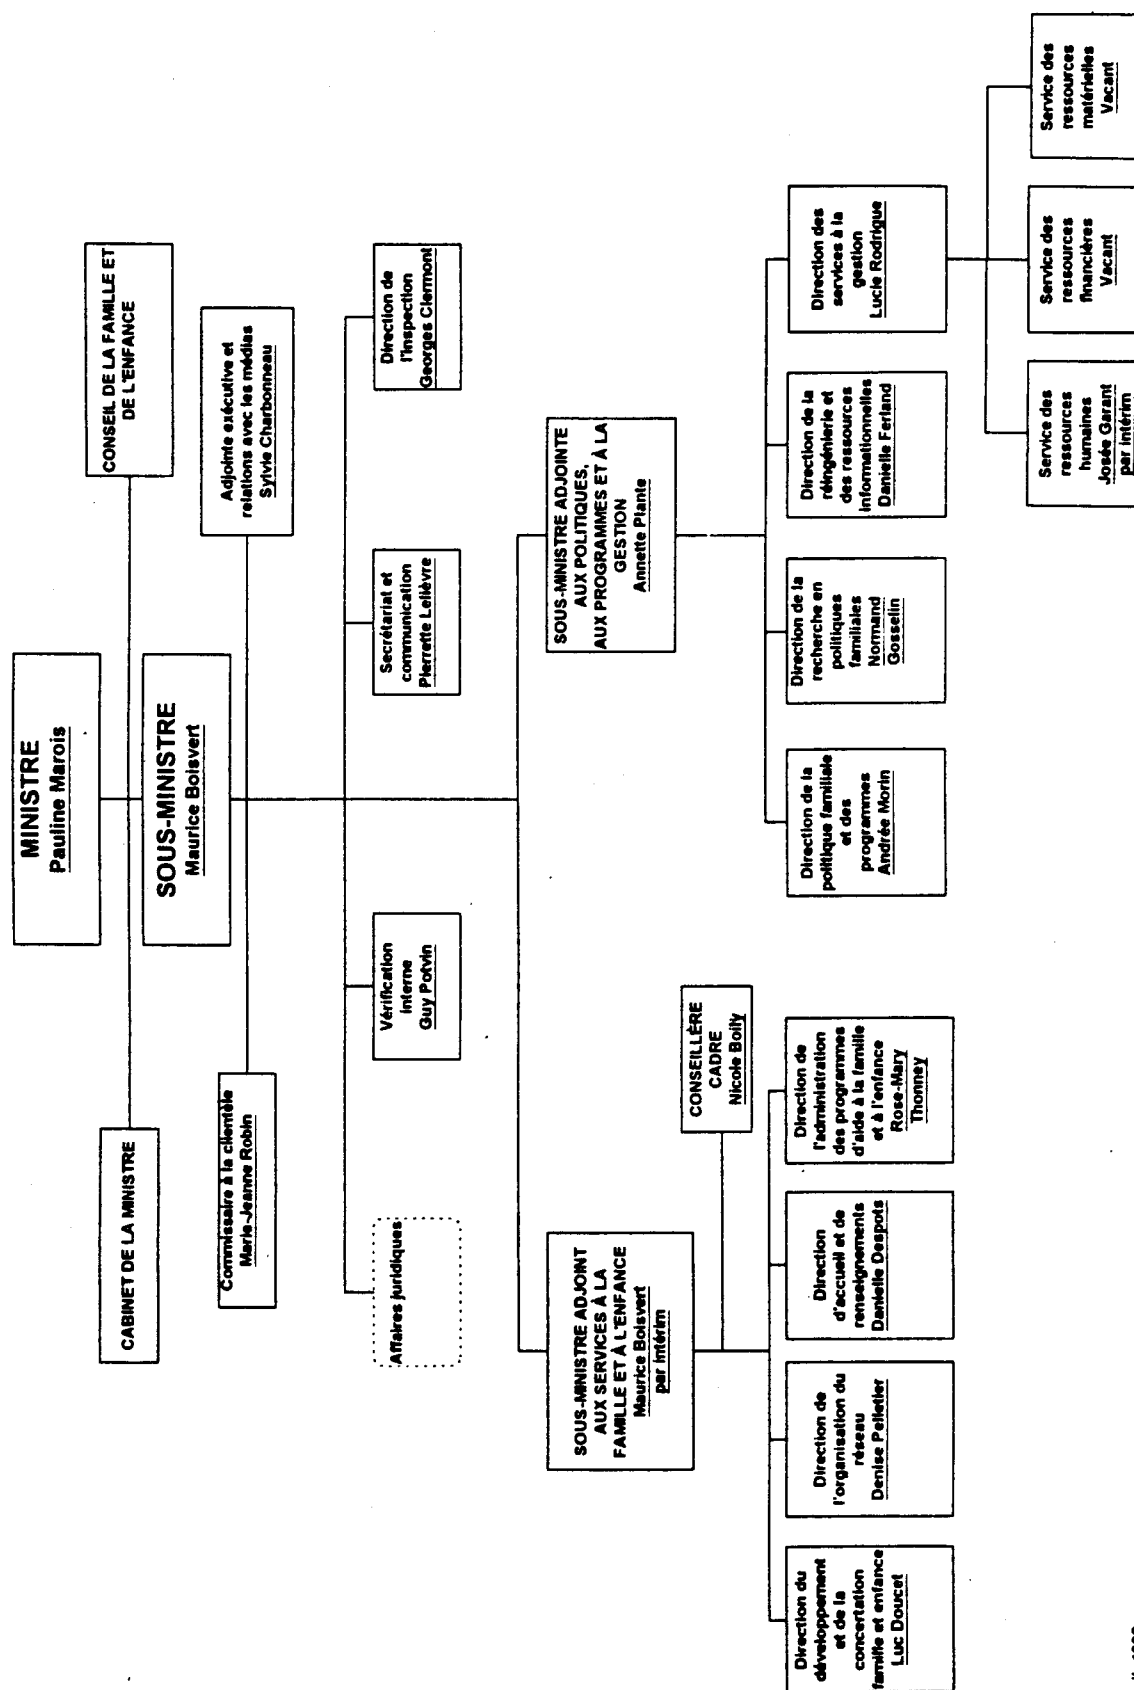 MINISTRE
Pauline Marois
CABINET DE LA MINISTRE
CONSEIL DE LA FAMILLE ET
DE L'ENFANCE
SOUS-MINISTRE
Maurice Boisvert
Commissaire à la clientèle
Marie-Jeanne Robin
Adjointe exécutive et
relations avec les médias
Sylvie Charbonneau
Affaires juridiques
Vérification
interne
Guy Potvin
Secrétariat et
communication
Pierrette Lelièvre
Direction de
l'inspection
Georges Clermont
SOUS-MINISTRE ADJOINT
AUX SERVICES À LA
FAMILLE ET À L'ENFANCE
Maurice Boisvert
par intérim
SOUS-MINISTRE ADJOINTE
AUX POLITIQUES,
AUX PROGRAMMES ET À LA
GESTION
Annette Plante
CONSEILLÈRE
CADRE
Nicole Boily
Direction du
développement
et de la
concertation
famille et enfance
Luc Doucet
Direction de
l'organisation du
réseau
Denise Pelletier
Direction
d'accueil et de
renseignements
Danielle Despots
Direction de
l'administration
des programmes
d'aide à la famille
et à l'enfance
Rose-Mary
Thonney
Direction de la
politique familiale
et des
programmes
Andrée Morin
Direction de la
recherche en
politiques
familiales
Normand
Gosselin
Direction de la
réingénierie et
des ressources
informationnelles
Danielle Ferland
Direction des
services à la
gestion
Lucie Rodrigue
Service des
ressources
humaines
Josée Garant
par intérim
Service des
ressources
financières
Vacant
Service des
ressources
matérielles
Vacant